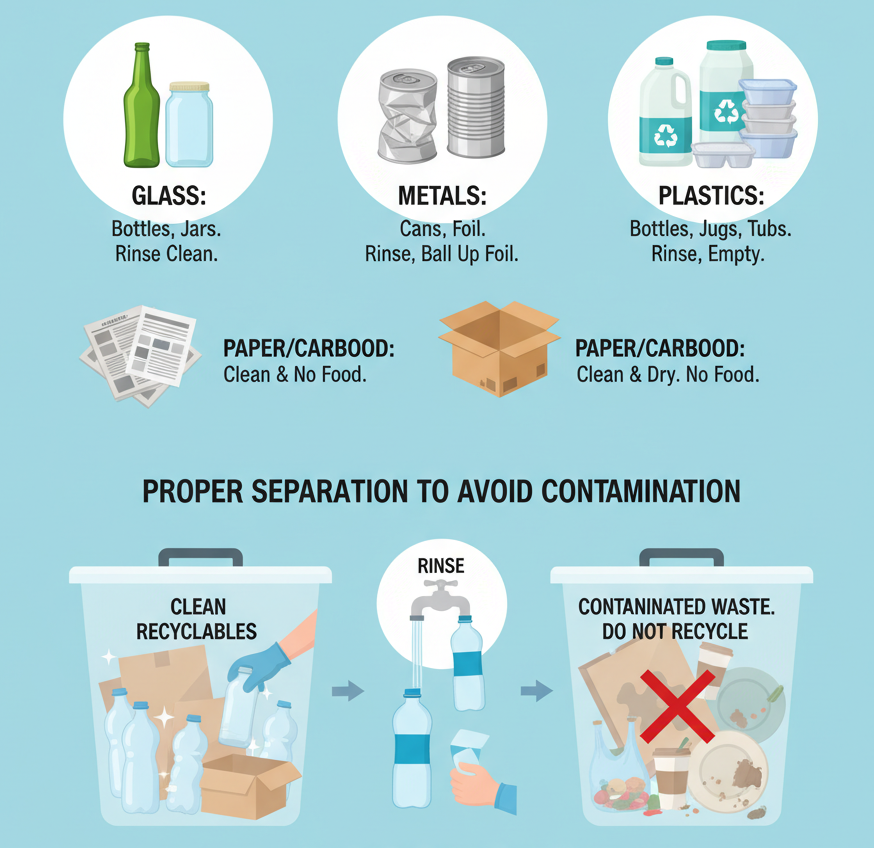 GLASS:
Bottles, Jars.
Rinse Clean.
METALS:
Cans, Foil.
Rinse, Ball Up Foil.
PLASTICS:
Bottles, Jugs, Tubs.
Rinse, Empty.
PAPER/CARBOOD:
Clean & No Food.
PAPER/CARBOOD:
Clean & Dry. No Food.
PROPER SEPARATION TO AVOID CONTAMINATION
CLEAN
RECYCLABLES
RINSE
CONTANINATED WASTE.
DO NOT RECYCLE